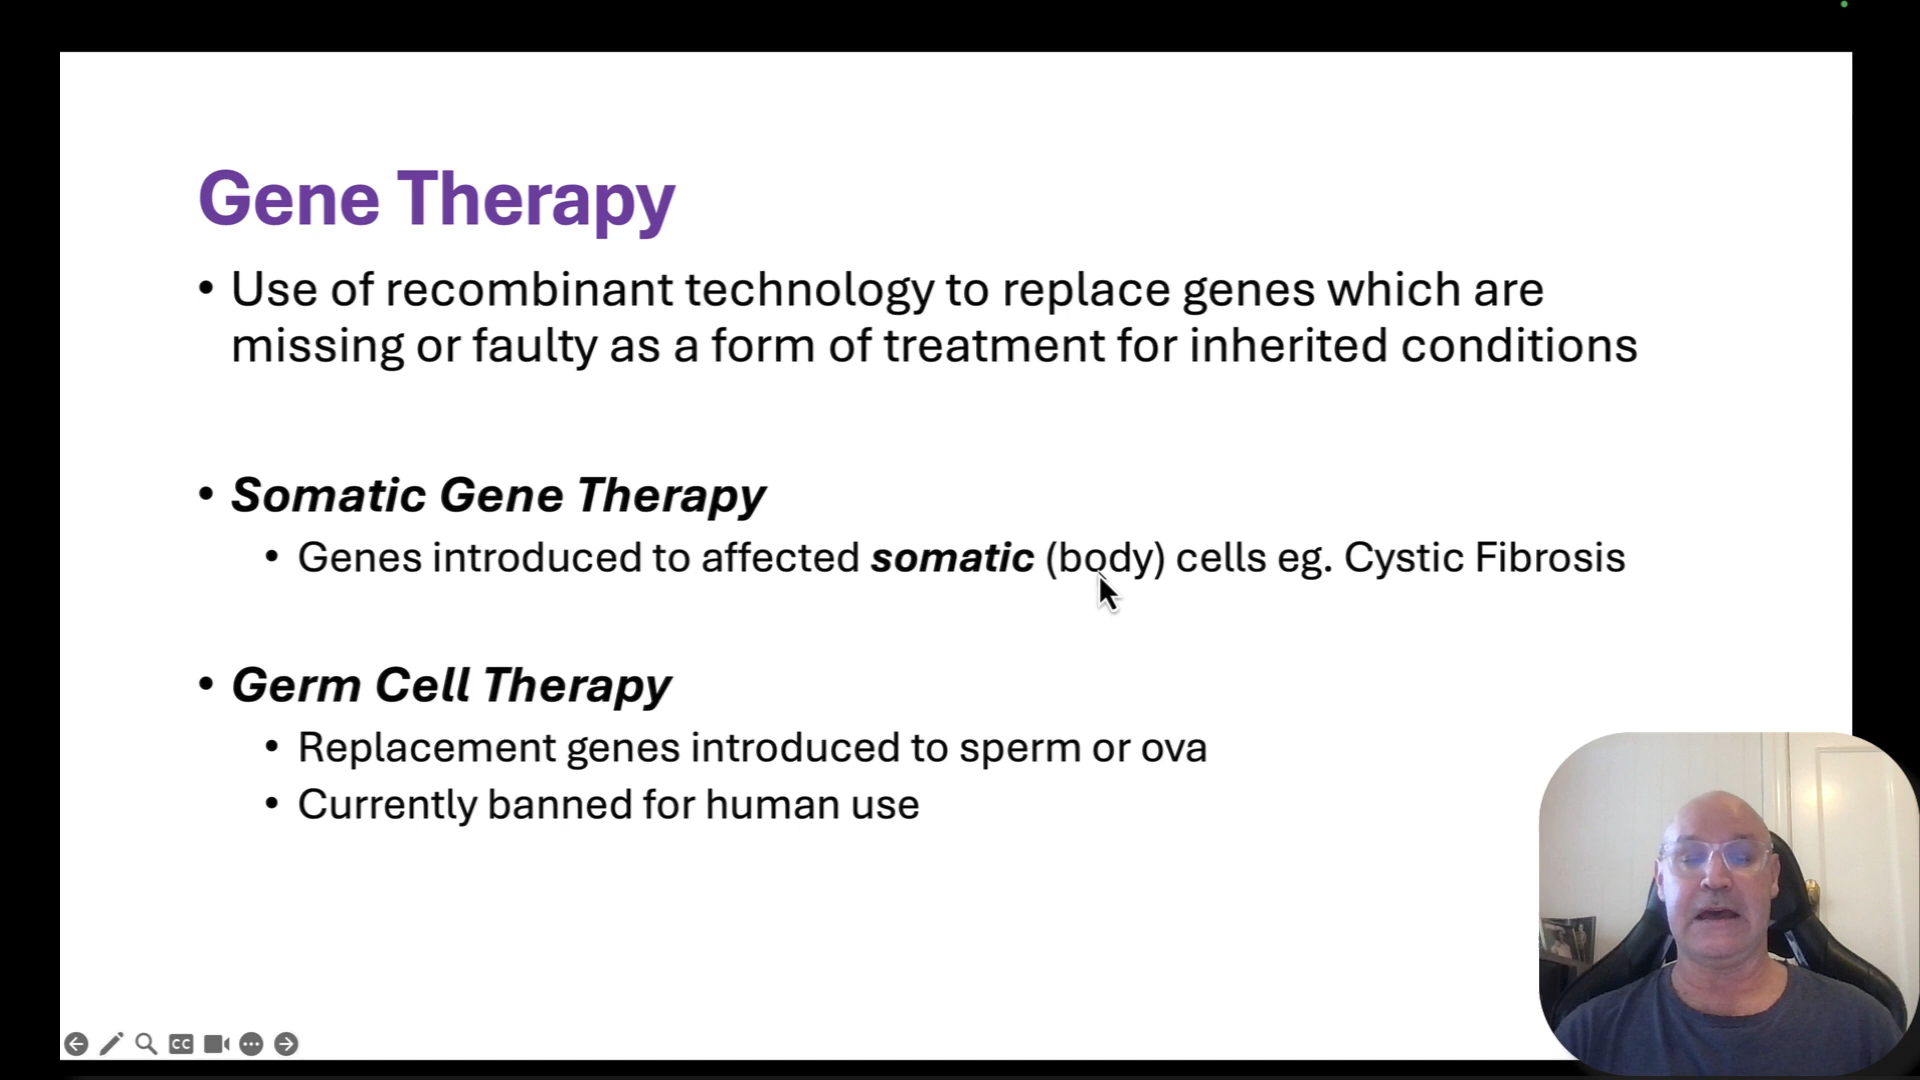 Gene Therapy
• Use of recombinant technology to replace genes which are
missing or faulty as a form of treatment for inherited conditions
• Somatic Gene Therapy
• Genes introduced to affected somatic (body) cells eg. Cystic Fibrosis
• Germ Cell Therapy
• Replacement genes introduced to sperm or ova
• Currently banned for human use
CC